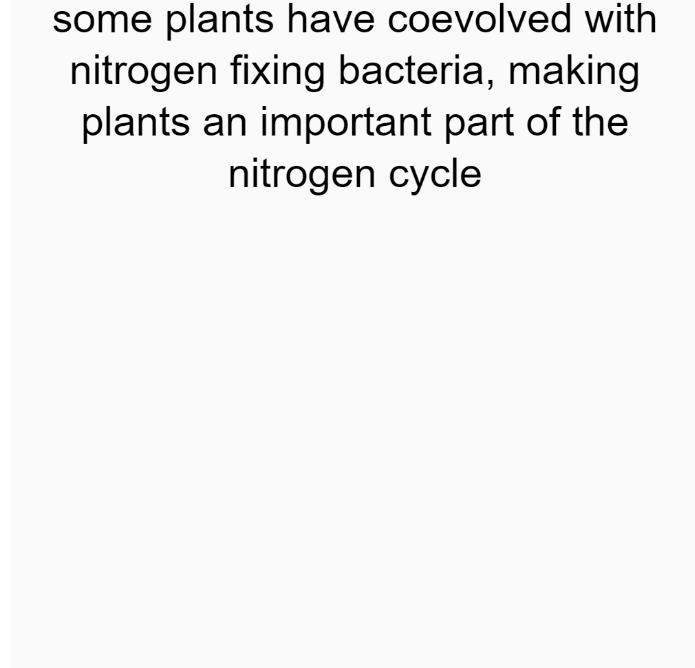 some plants have coevolved with
nitrogen fixing bacteria, making
plants an important part of the
nitrogen cycle